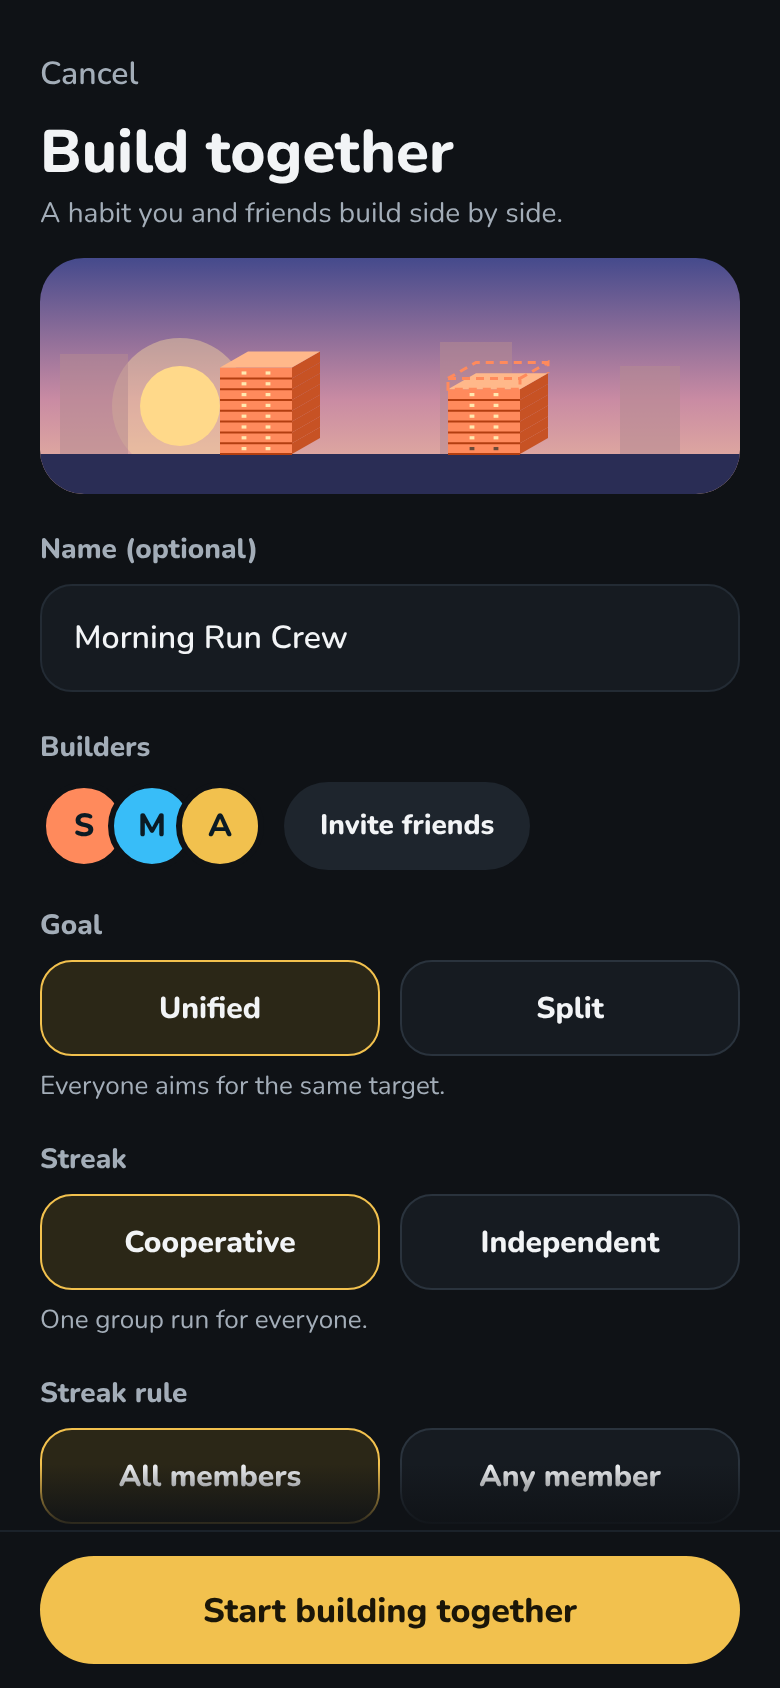 Cancel
Build together
A habit you and friends build side by side.
Name (optional)
Morning Run Crew
Builders
S M A Invite friends
Goal
Unified Split
Everyone aims for the same target.
Streak
Cooperative Independent
One group run for everyone.
Streak rule
All members Any member
Start building together